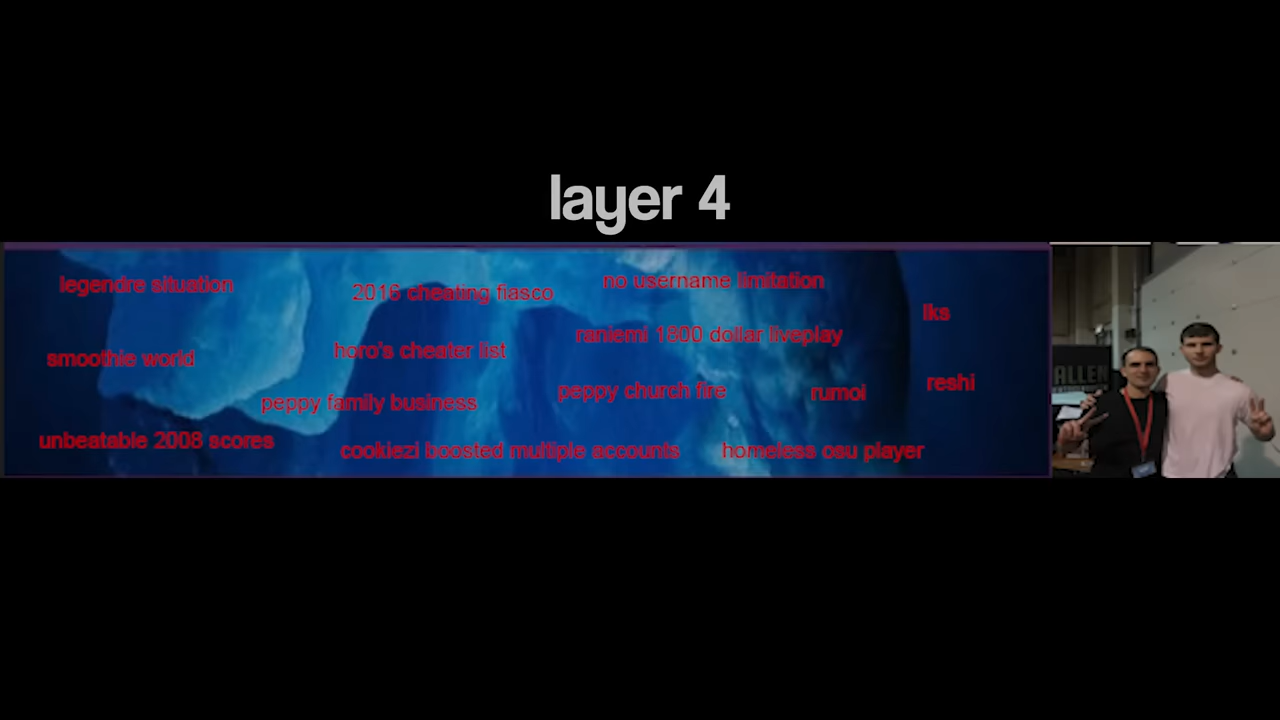 layer 4
legendre situation
2016 cheating fiasco
no username limitation
lks
raniemi 1800 dollar liveplay
smoothie world
horo's cheater list
peppy church fire
rumoi
reshi
peppy family business
unbeatable 2008 scores
cookiezi boosted multiple accounts
homeless osu player
ALLEN